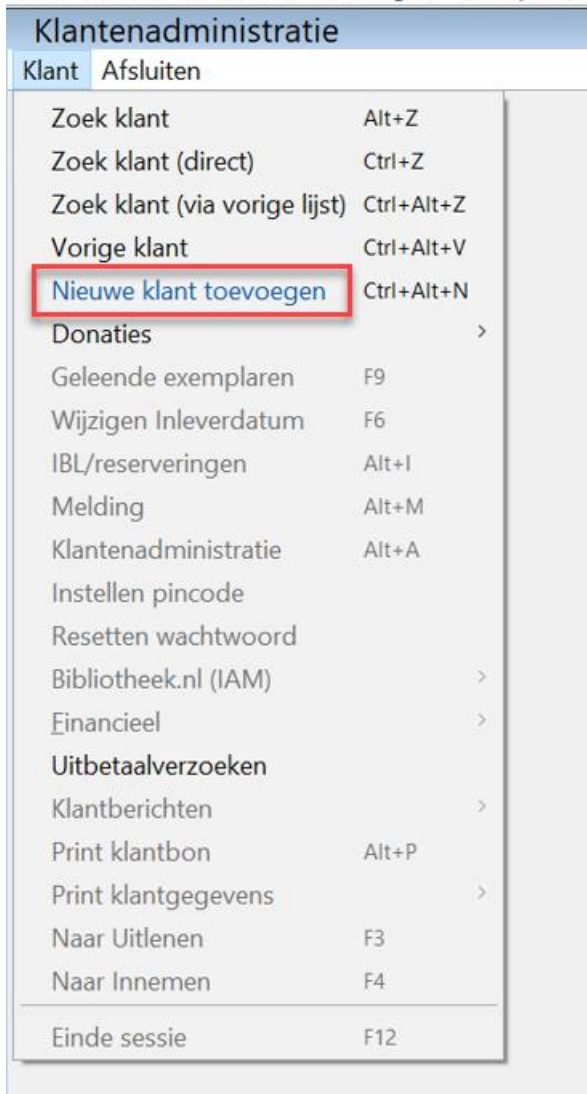 Klantenadministratie
Klant Afsluiten
Zoek klant Alt+Z
Zoek klant (direct) Ctrl+Z
Zoek klant (via vorige lijst) Ctrl+Alt+Z
Vorige klant Ctrl+Alt+V
Nieuwe klant toevoegen Ctrl+Alt+N
Donaties >
Geleende exemplaren F9
Wijzigen Inleverdatum F6
IBL/reserveringen Alt+I
Melding Alt+M
Klantenadministratie Alt+A
Instellen pincode
Resetten wachtwoord
Bibliotheek.nl (IAM) >
Financieel >
Uitbetaalverzoeken
Klantberichten >
Print klantbon Alt+P
Print klantgegevens >
Naar Uitlenen F3
Naar Innemen F4
Einde sessie F12